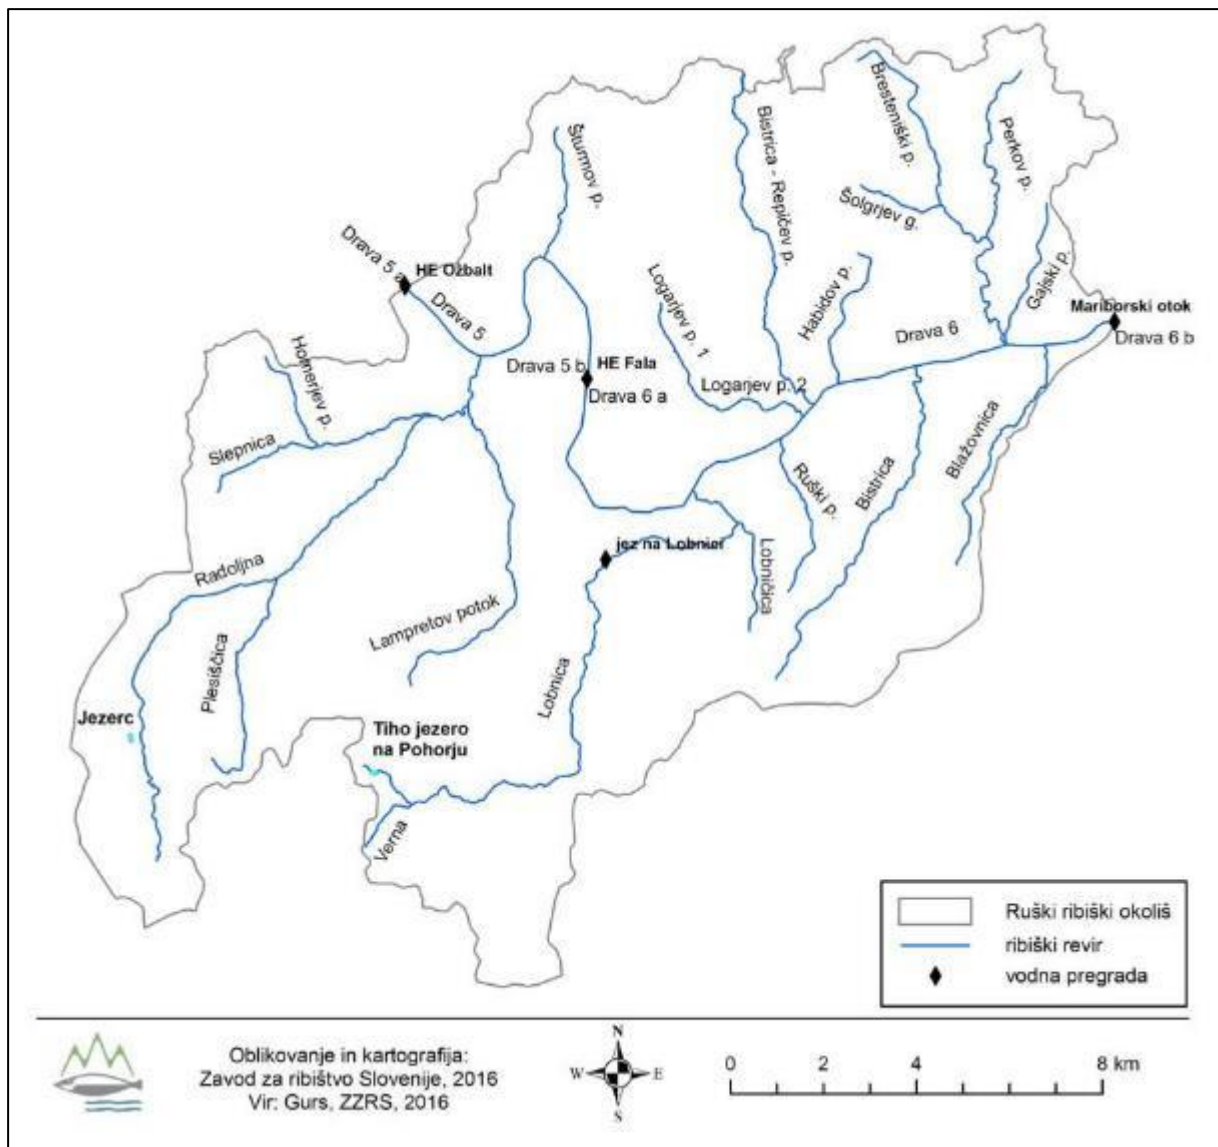 Šturmov p.
Bistrica - Repičev p.
Bresterniški p.
Perkov p.
Šolgrjev g.
Drava 5 a
HE Ožbalt
Drava 5
Logarjev p. 1
Habidov p.
Gajski p.
Mariborski otok
Drava 6
Drava 6 b
Hornerjev p.
Drava 5 b
HE Fala
Drava 6 a
Logarjev p. 2
Slepnica
Ruški p.
Bistrica
Blažovnica
jez na Lobnici
Lobničica
Radoljna
Lampretov potok
Plesiščica
Lobnica
Jezerc
Tiho jezero
na Pohorju
Verna
Ruški ribiški okoliš
ribiški revir
vodna pregrada
Oblikovanje in kartografija:
Zavod za ribištvo Slovenije, 2016
Vir: Gurs, ZZRS, 2016
N
W E
S
0 2 4 8 km